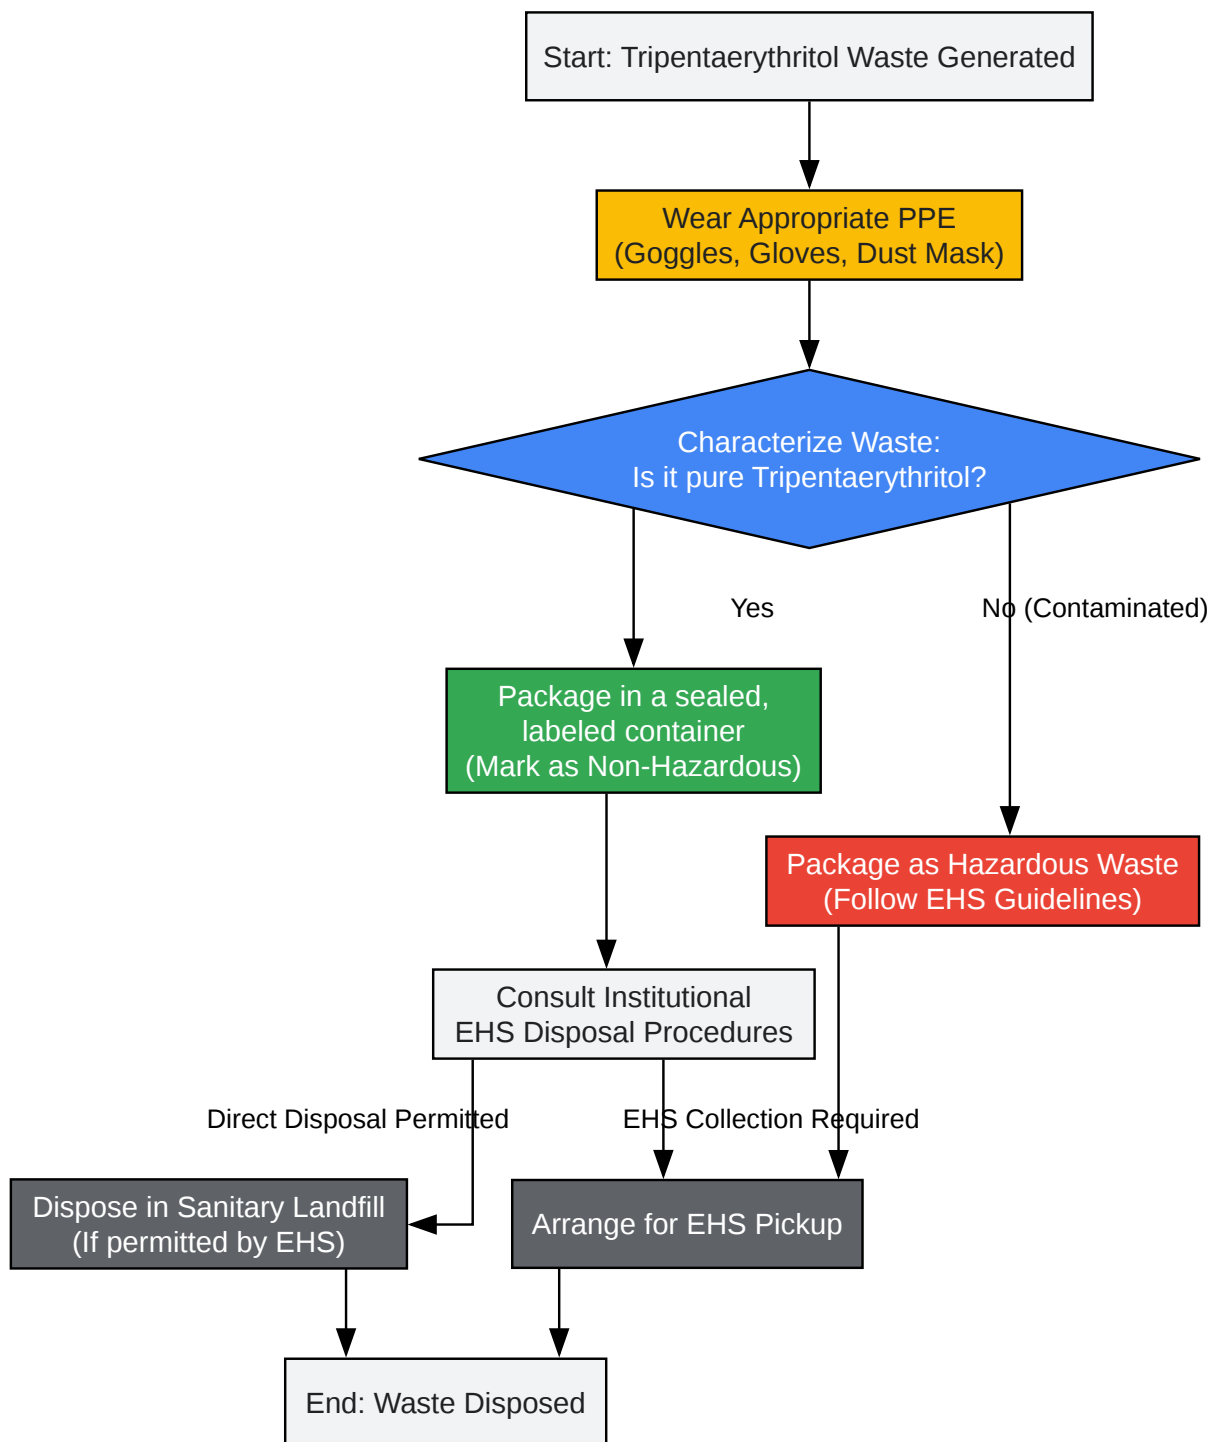 Start: Tripentaerythritol Waste Generated
Wear Appropriate PPE
(Goggles, Gloves, Dust Mask)
Characterize Waste:
Is it pure Tripentaerythritol?
Yes
No (Contaminated)
Package in a sealed,
labeled container
(Mark as Non-Hazardous)
Package as Hazardous Waste
(Follow EHS Guidelines)
Consult Institutional
EHS Disposal Procedures
Direct Disposal Permitted
EHS Collection Required
Dispose in Sanitary Landfill
(If permitted by EHS)
Arrange for EHS Pickup
End: Waste Disposed